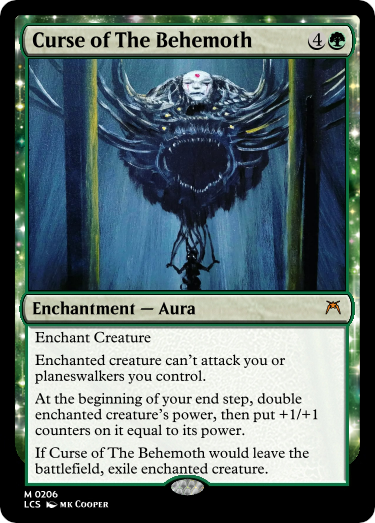 Curse of The Behemoth 4
Enchantment — Aura
Enchant Creature
Enchanted creature can't attack you or
planeswalkers you control.
At the beginning of your end step, double
enchanted creature's power, then put +1/+1
counters on it equal to its power.
If Curse of The Behemoth would leave the
battlefield, exile enchanted creature.
M 0206
LCS MK COOPER